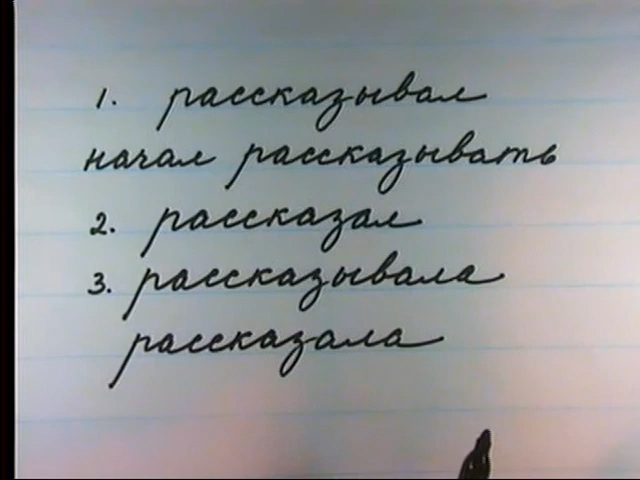 1. рассказывал
начал рассказывать
2. рассказал
3. рассказывала
рассказала